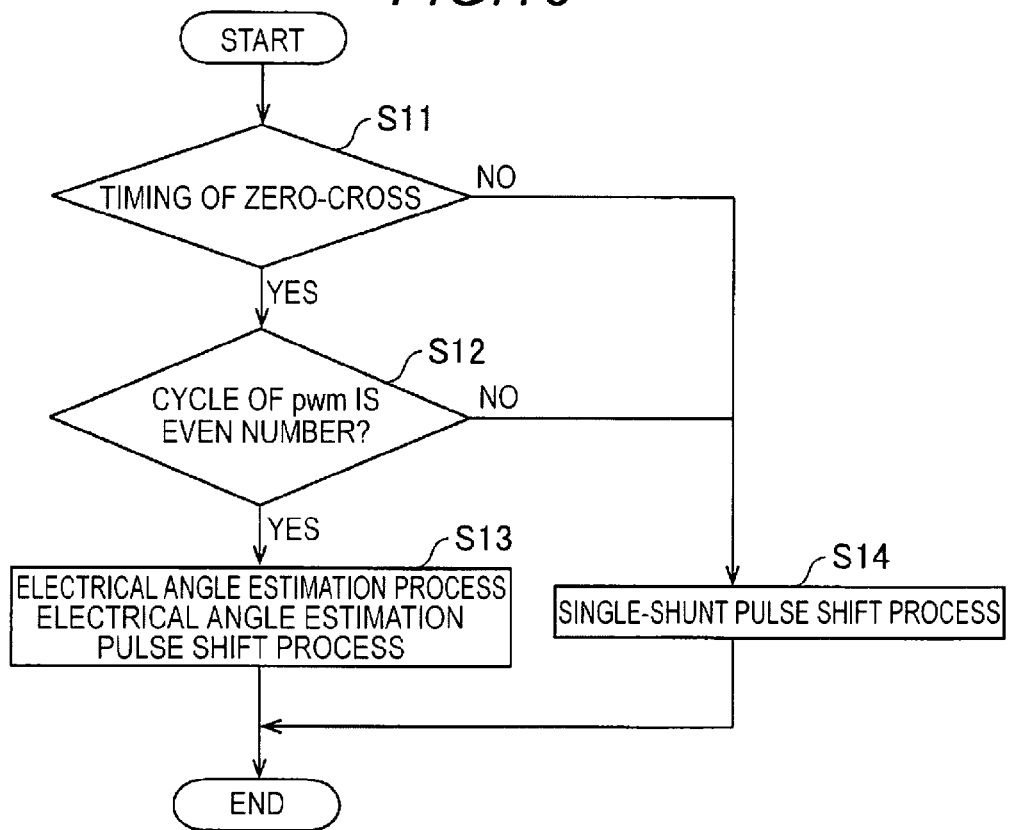 START
S11
TIMING OF ZERO-CROSS
NO
YES
S12
CYCLE OF pwm IS
EVEN NUMBER?
NO
YES
S13
ELECTRICAL ANGLE ESTIMATION PROCESS
ELECTRICAL ANGLE ESTIMATION
PULSE SHIFT PROCESS
S14
SINGLE-SHUNT PULSE SHIFT PROCESS
END